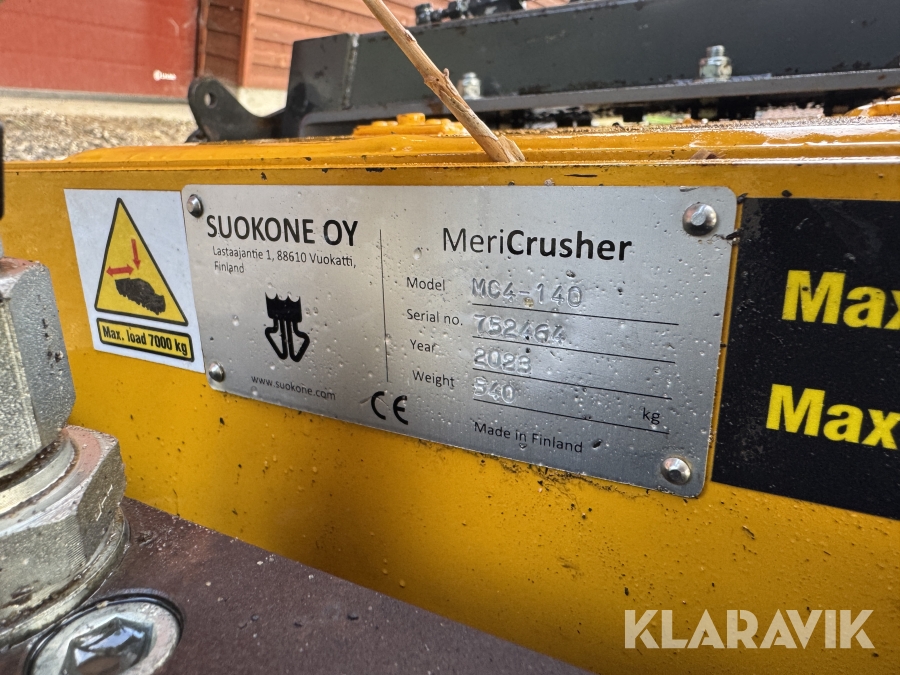 Max. load 7000 kg
SUOKONE OY
Lastaajantie 1, 88610 Vuokatti,
Finland
www.suokone.com
MeriCrusher
Model MC4-140
Serial no. 752464
Year 2023
Weight 540 kg
CE
Made in Finland
Max
Max
KLARAVIK